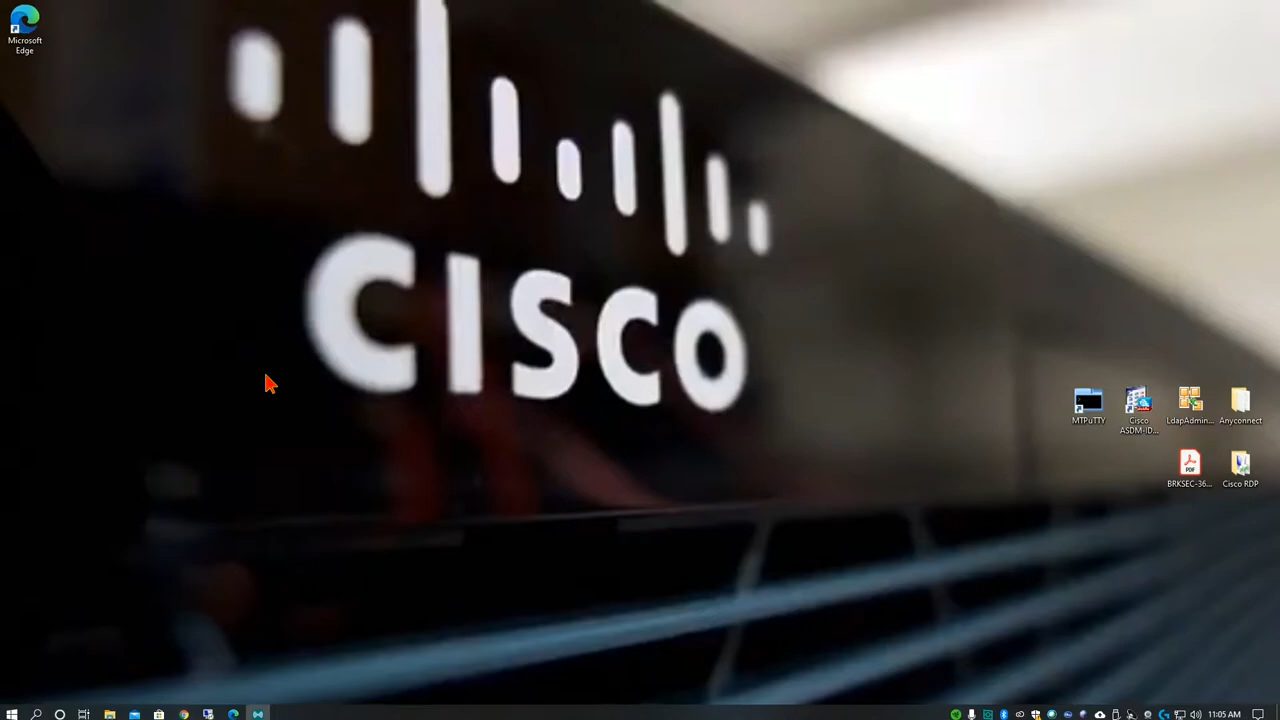 Microsoft
Edge
CISCO
MTPuTTY
Cisco
ASDM-ID...
LdapAdmin...
Anyconnect
BRKSEC-36...
Cisco RDP
11:05 AM